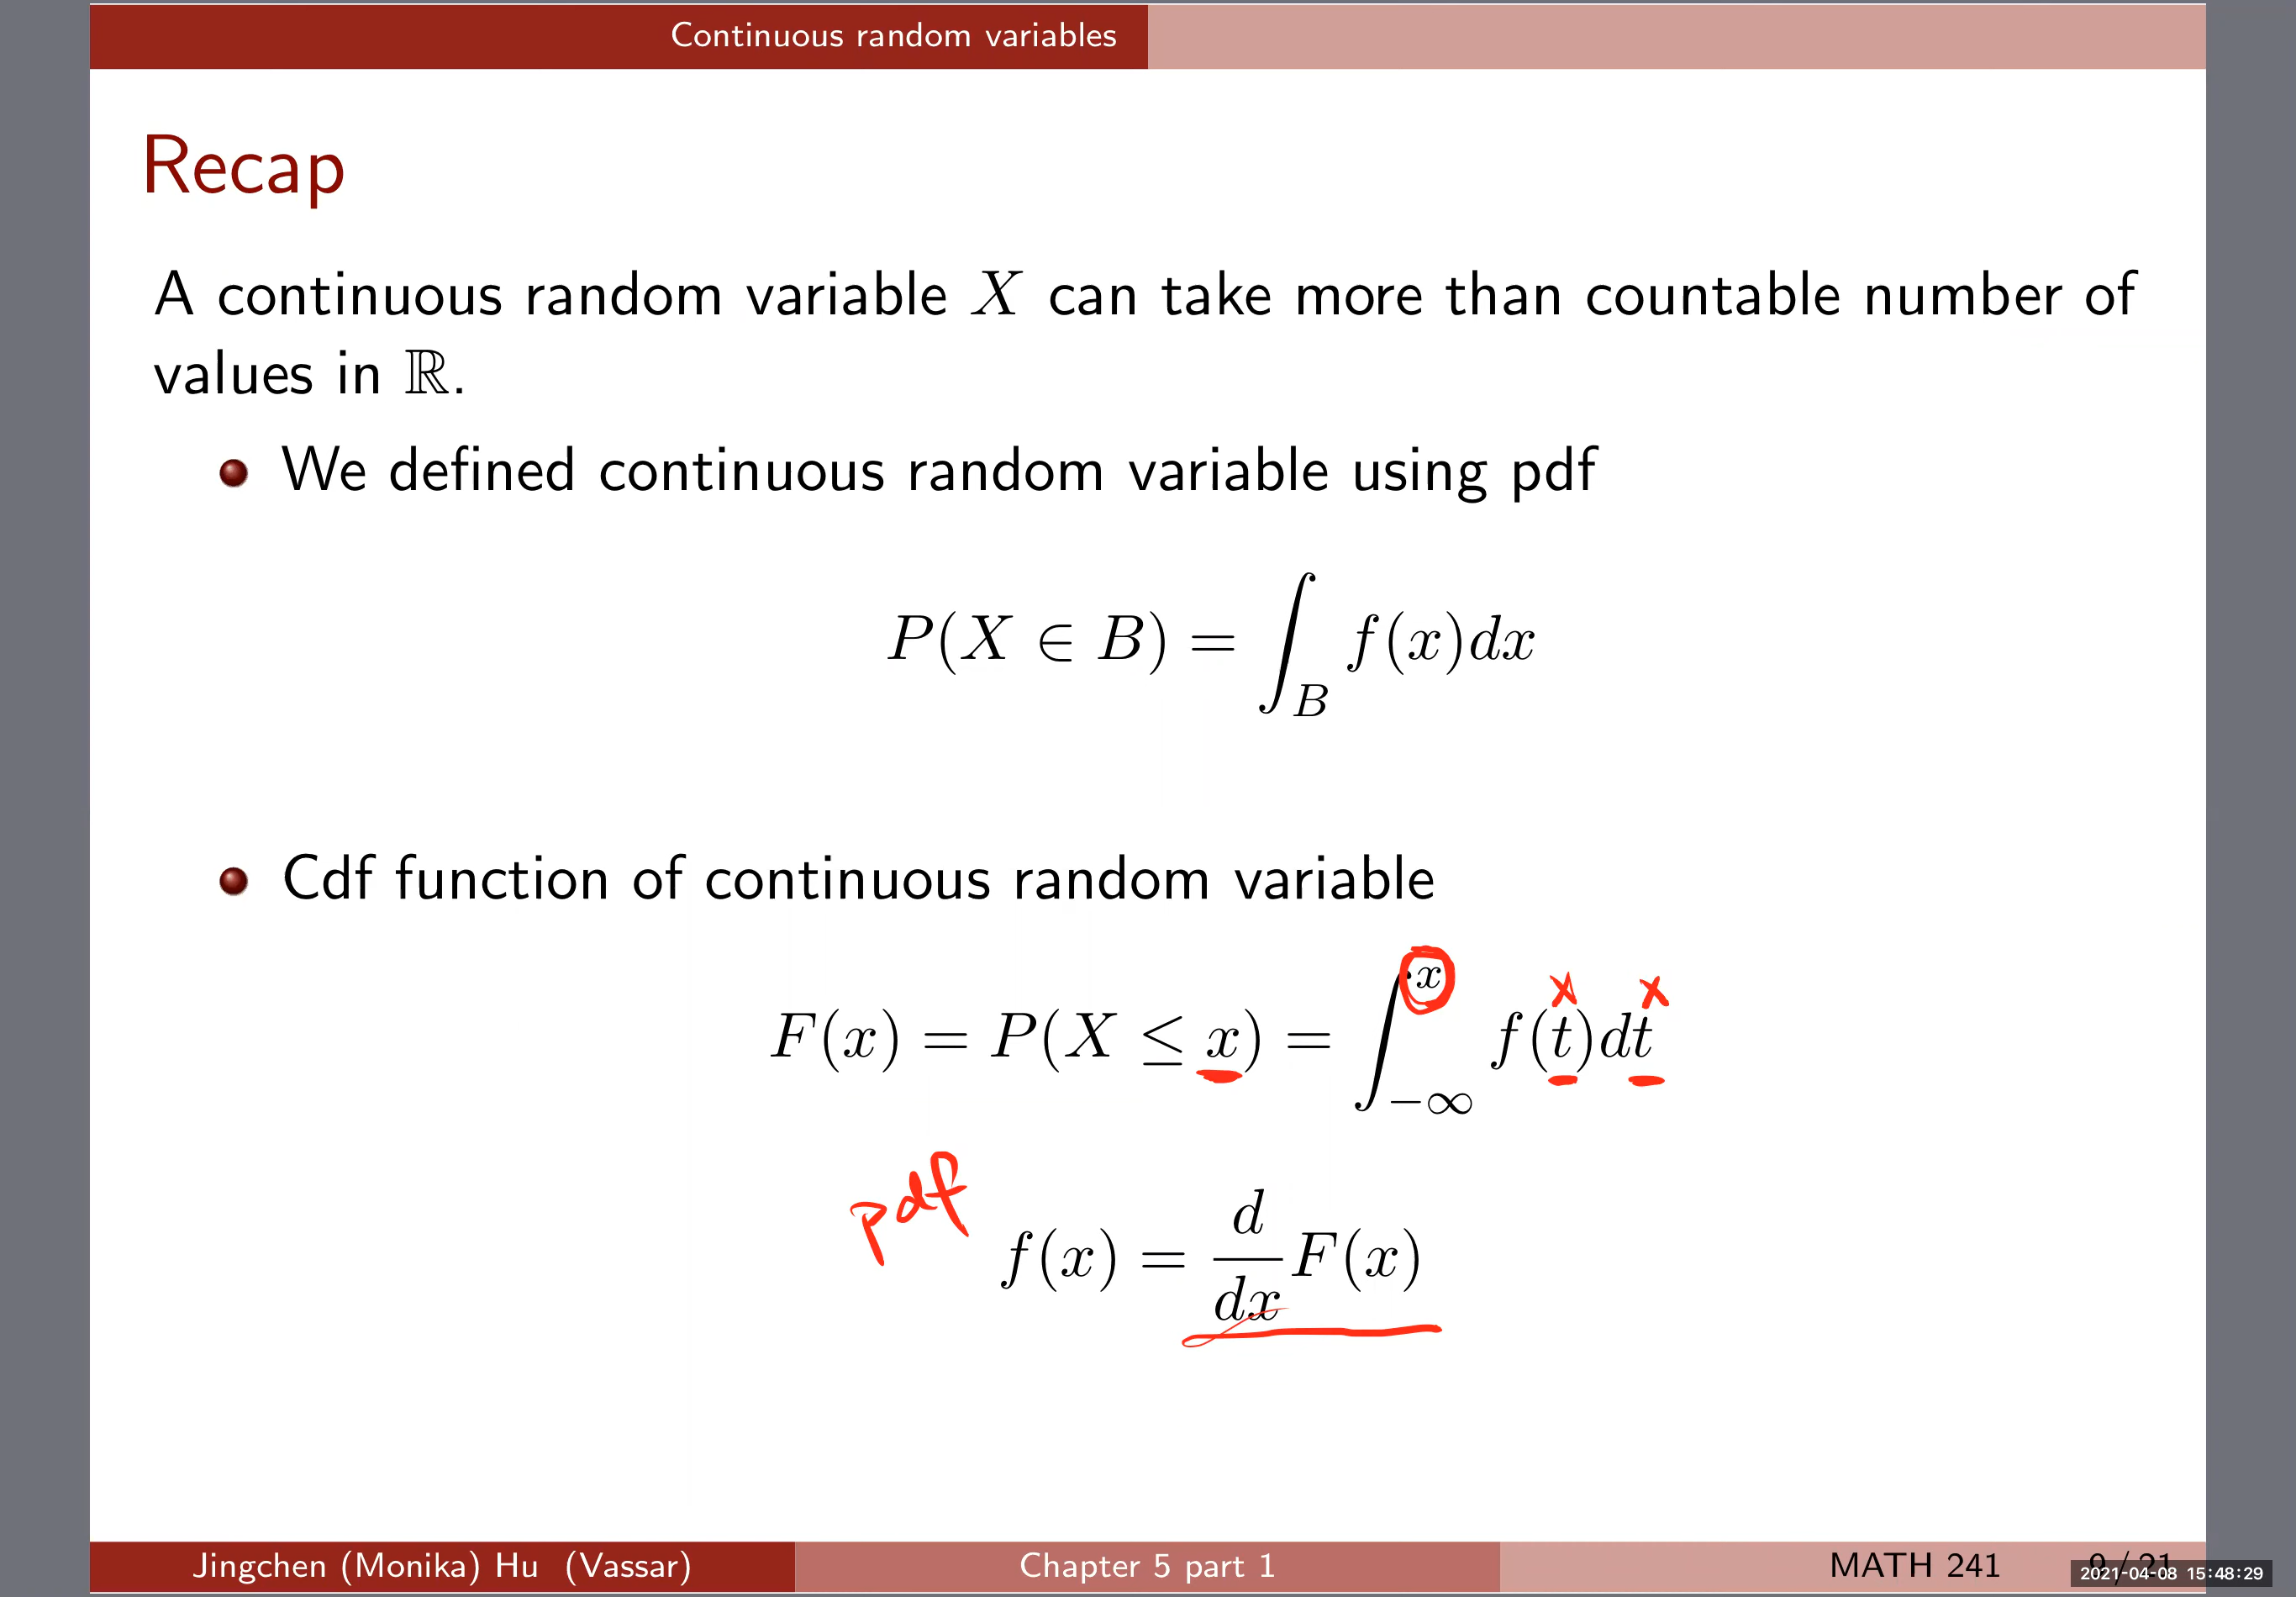 Continuous random variables
Recap
A continuous random variable X can take more than countable number of
values in ℝ.
We defined continuous random variable using pdf
P(X ∈ B) = ∫_B f(x)dx
Cdf function of continuous random variable
x x
F(x) = P(X ≤ x) = ∫_{-∞}^{x} f(t)dt
pdf
f(x) = d/dx F(x)
Jingchen (Monika) Hu (Vassar) Chapter 5 part 1 MATH 241 9 / 21
2021-04-08 15:48:29